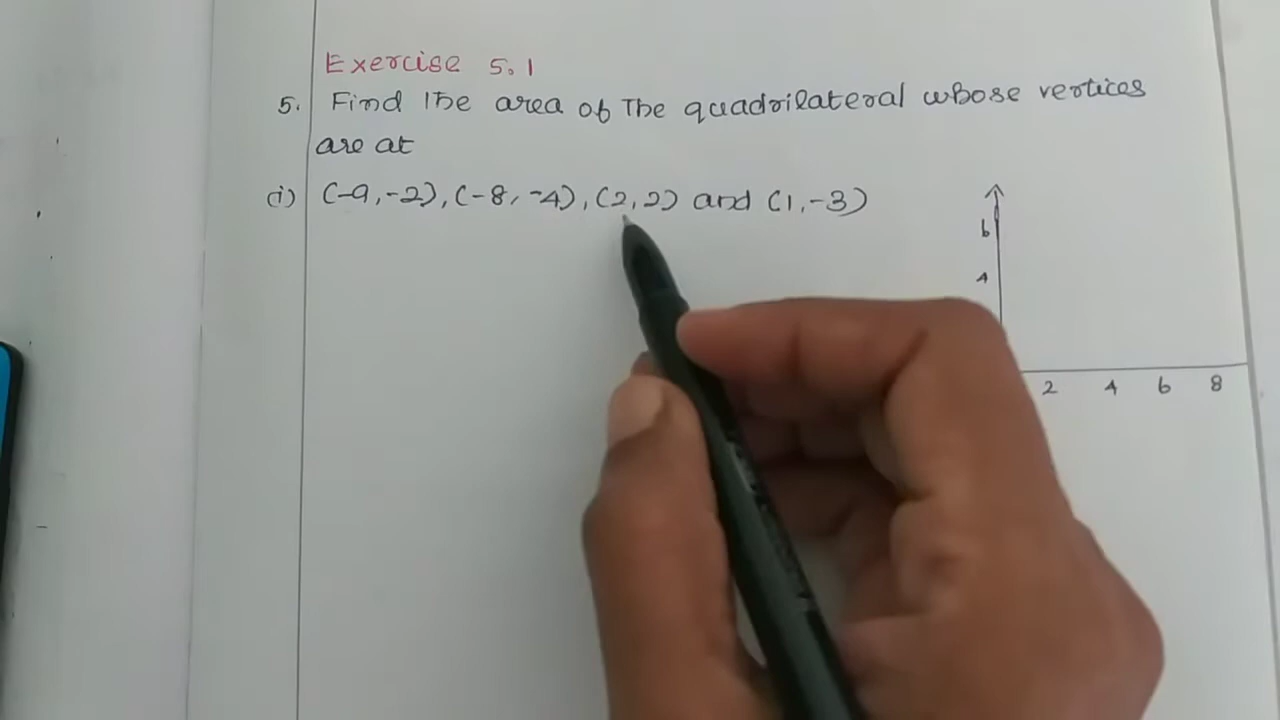 Exercise 5.1
5. Find the area of the quadrilateral whose vertices
are at
(i) (-9,-2), (-8,-4), (2,2) and (1,-3)
6
4
2 4 6 8